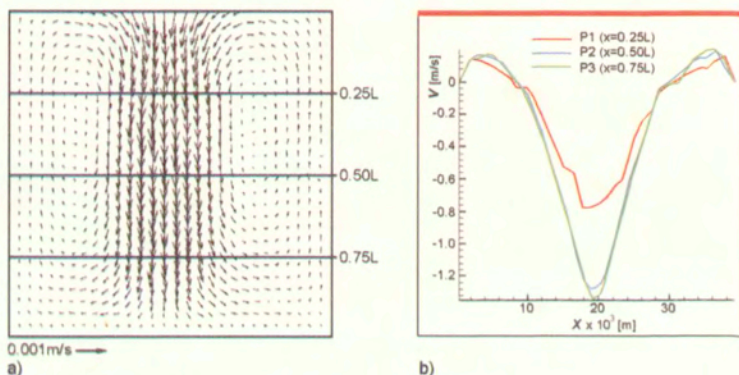 0.25L
0.50L
0.75L
0.001m/s
a)
P1 (x=0.25L)
P2 (x=0.50L)
P3 (x=0.75L)
V [m/s]
0
-0.2
-0.4
-0.6
-0.8
-1.0
-1.2
10 20 30
X x 10³ [m]
b)